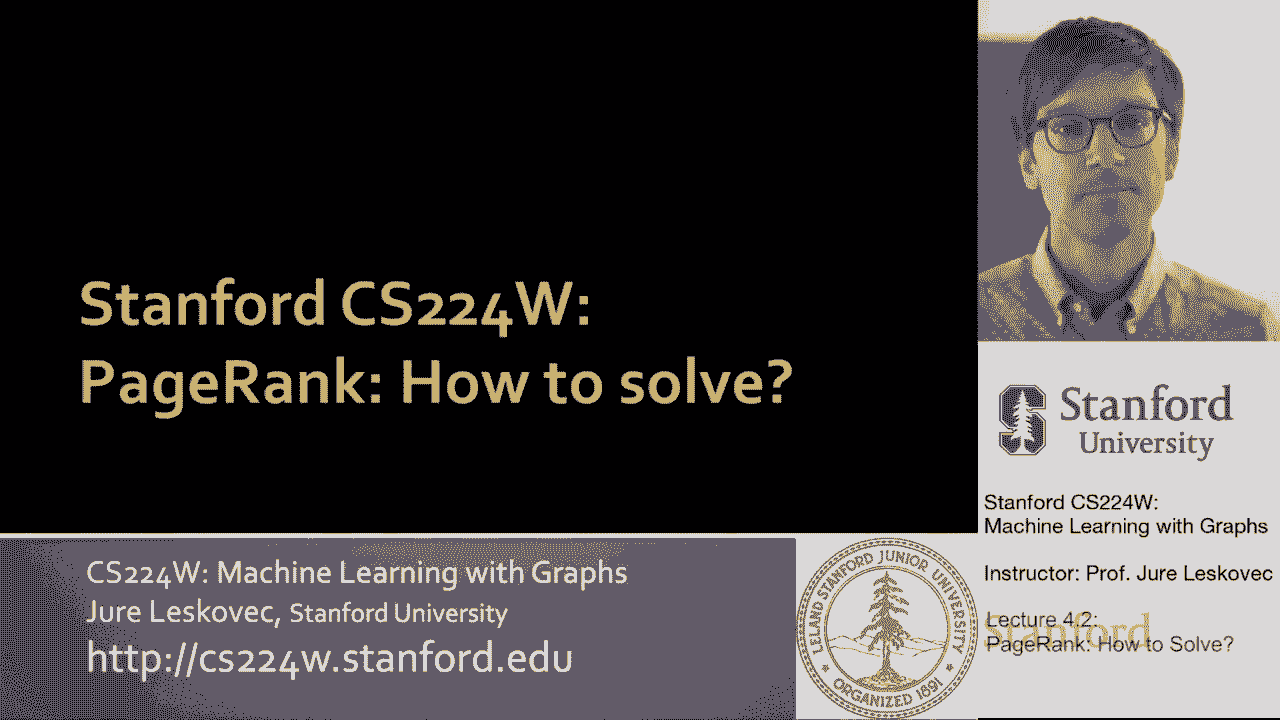 Stanford CS224W:
PageRank: How to solve?
CS224W: Machine Learning with Graphs
Jure Leskovec, Stanford University
http://cs224w.stanford.edu
LELAND STANFORD JUNIOR UNIVERSITY
ORGANIZED 1891
Stanford
University
Stanford CS224W:
Machine Learning with Graphs
Instructor: Prof. Jure Leskovec
Lecture 4.2:
Stanford
PageRank: How to Solve?